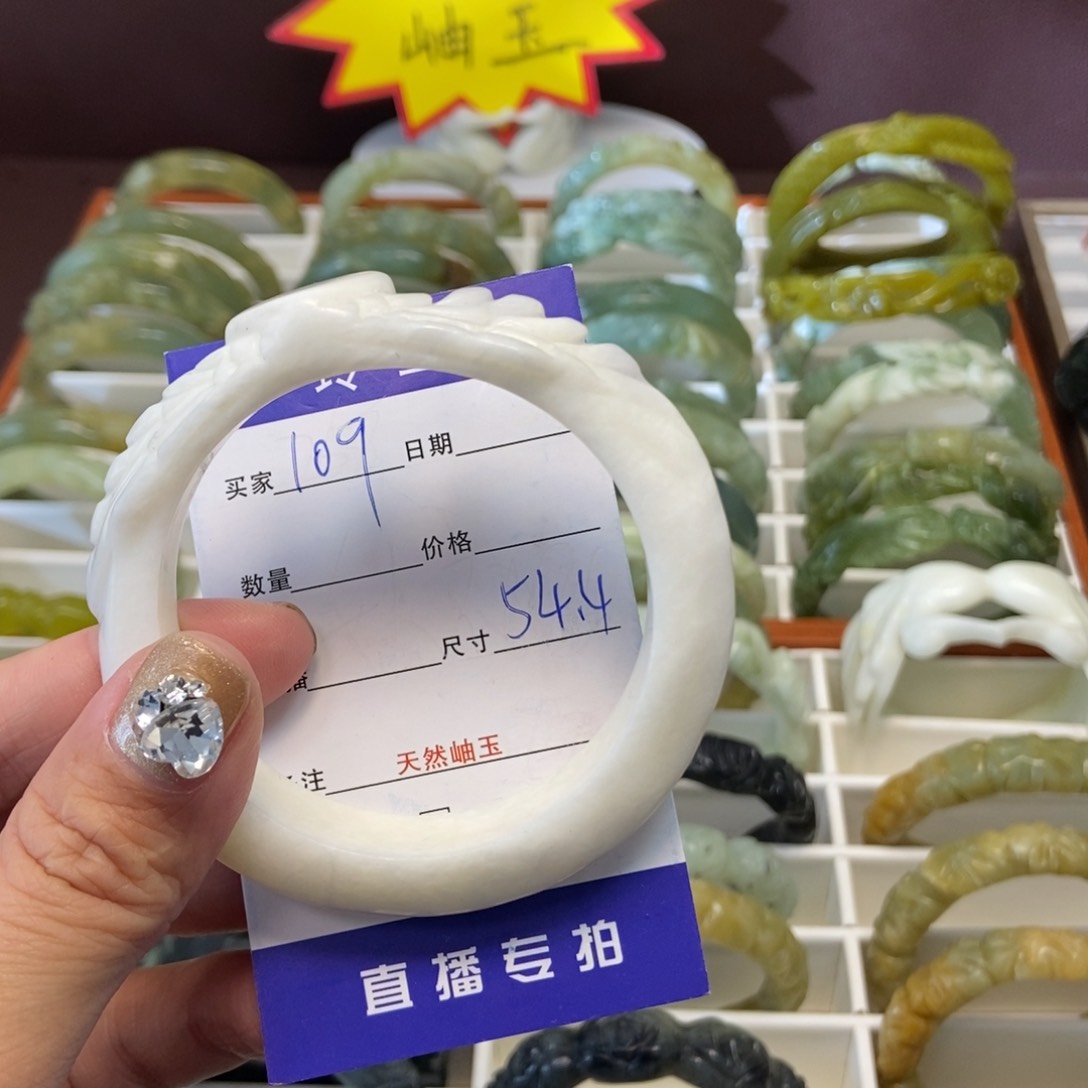 岫玉
买家 109 日期
数量 价格
尺寸 54.4
注 天然岫玉
直播专拍